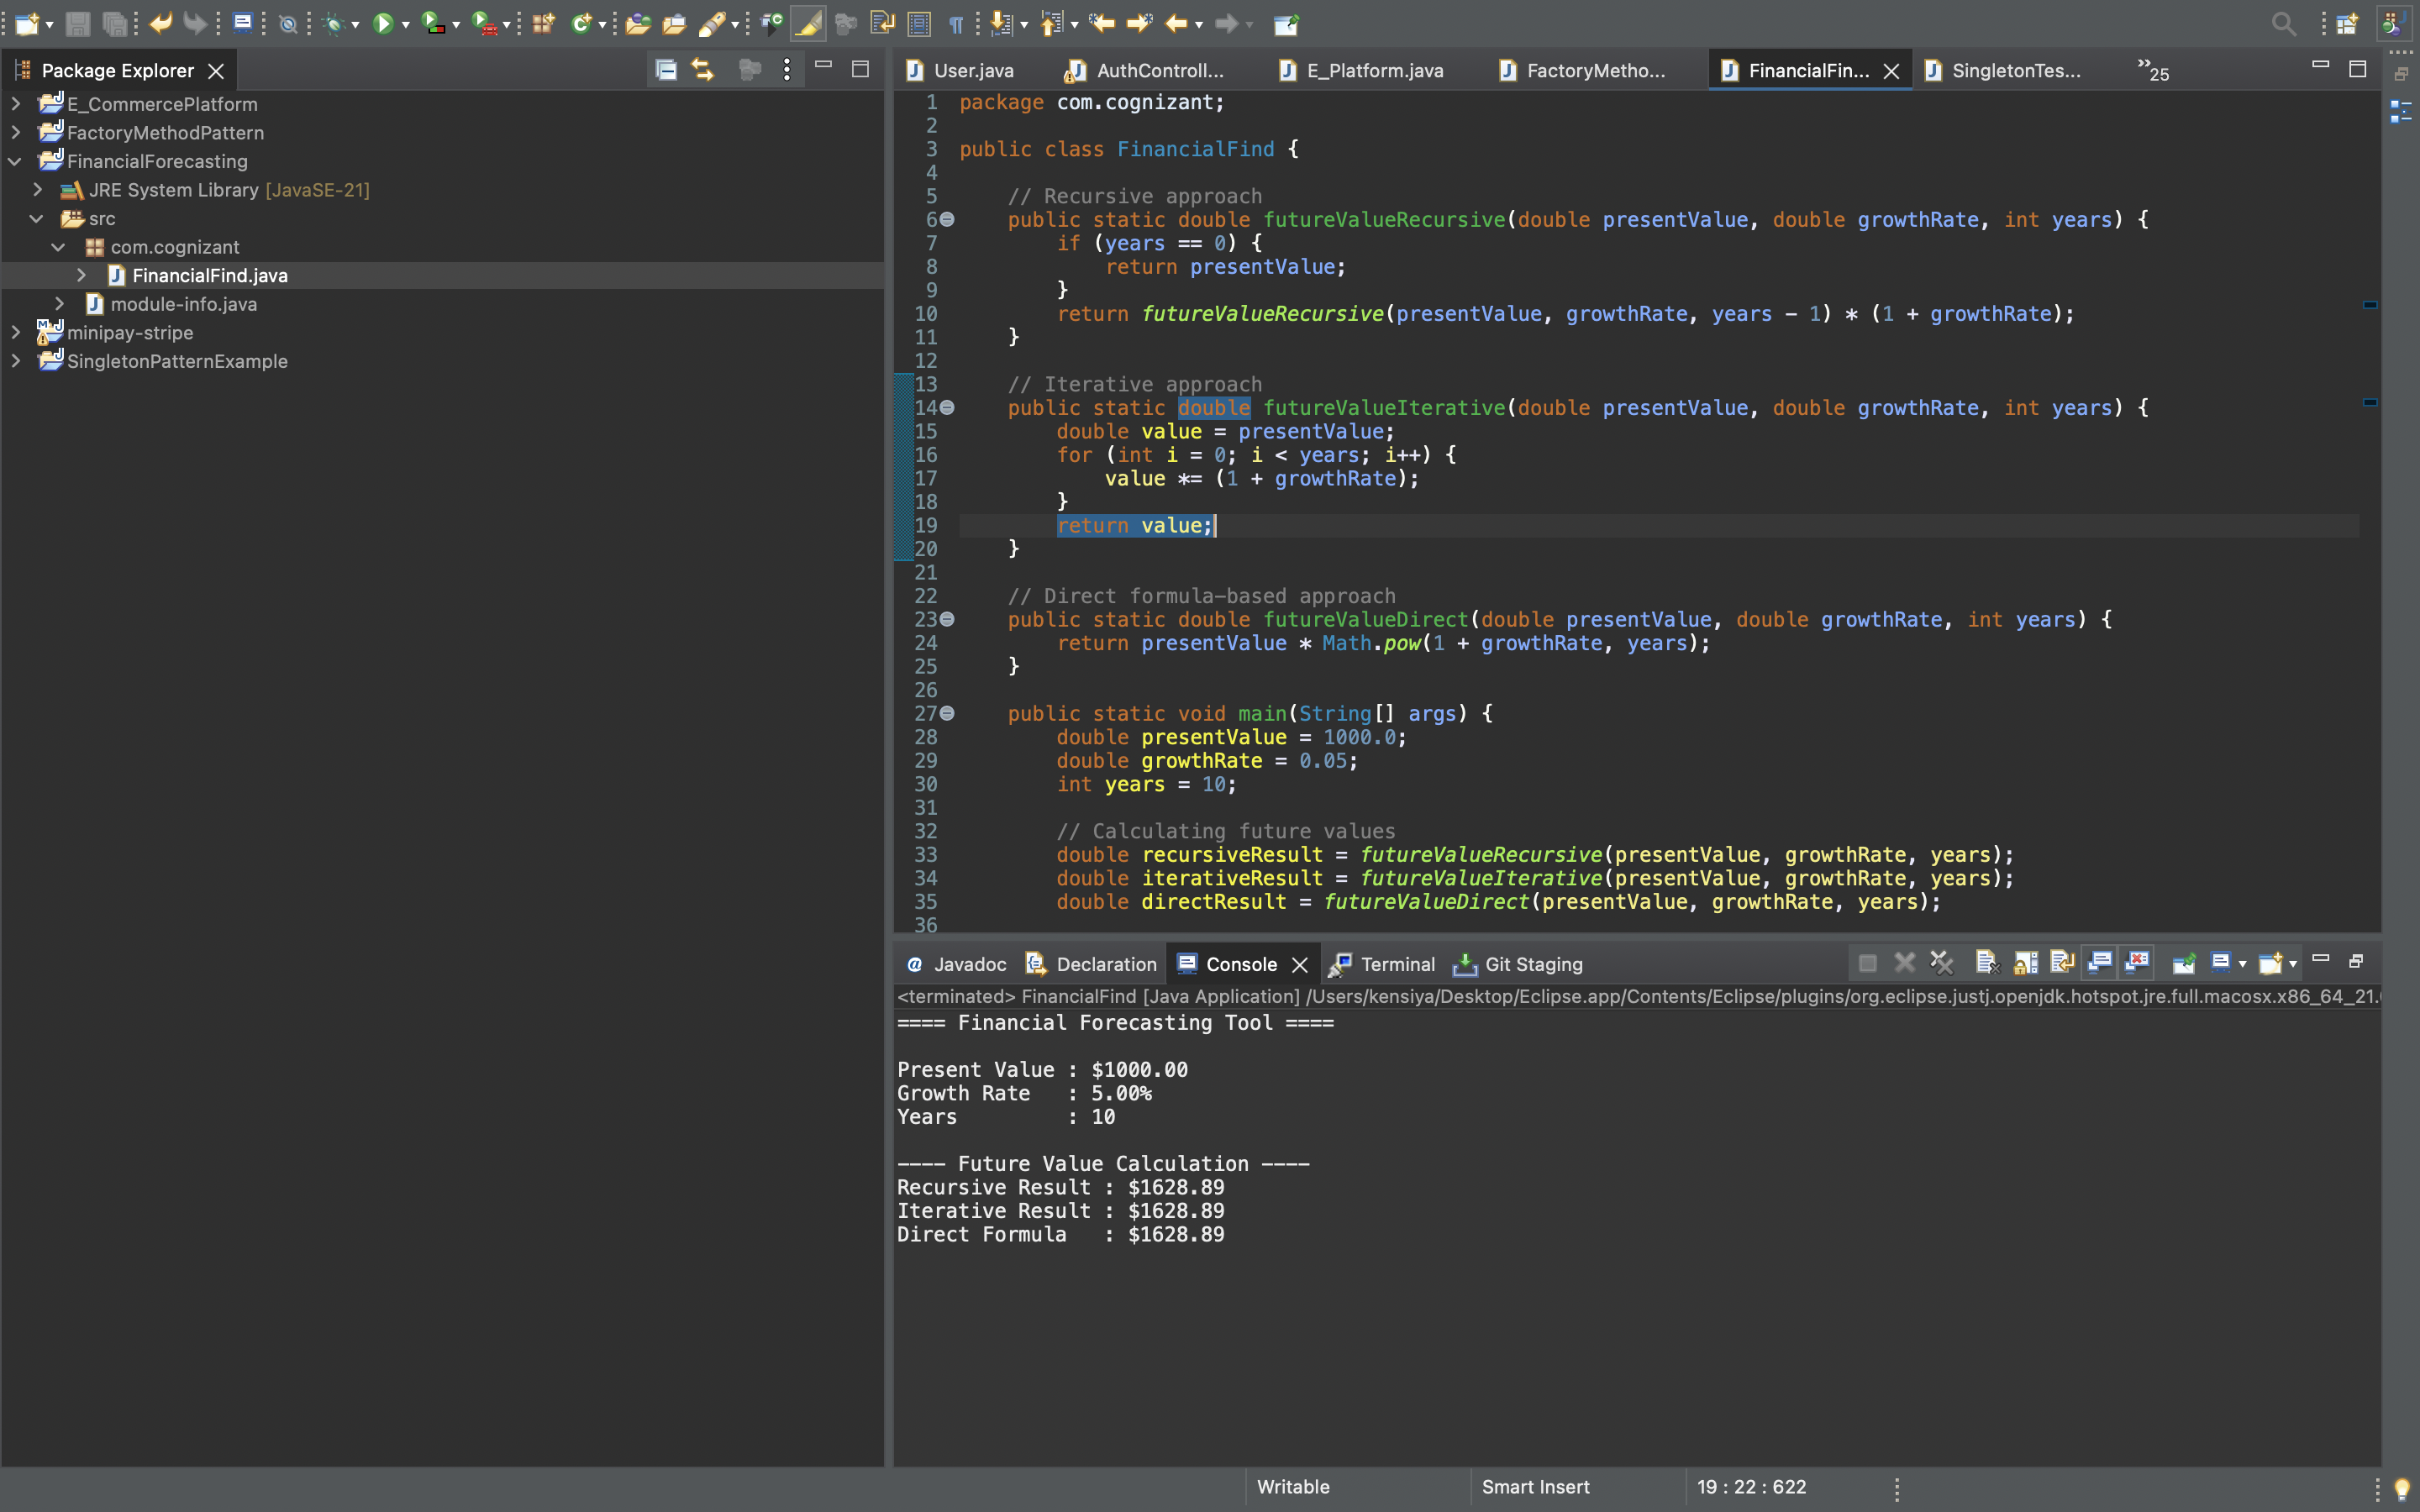 Package Explorer
E_CommercePlatform
FactoryMethodPattern
FinancialForecasting
JRE System Library [JavaSE-21]
src
com.cognizant
FinancialFind.java
module-info.java
minipay-stripe
SingletonPatternExample
User.java AuthControll... E_Platform.java FactoryMetho... FinancialFin... SingletonTes... »25
1 package com.cognizant;
2
3 public class FinancialFind {
4
5 // Recursive approach
6 public static double futureValueRecursive(double presentValue, double growthRate, int years) {
7 if (years == 0) {
8 return presentValue;
9 }
10 return futureValueRecursive(presentValue, growthRate, years - 1) * (1 + growthRate);
11 }
12
13 // Iterative approach
14 public static double futureValueIterative(double presentValue, double growthRate, int years) {
15 double value = presentValue;
16 for (int i = 0; i < years; i++) {
17 value *= (1 + growthRate);
18 }
19 return value;
20 }
21
22 // Direct formula-based approach
23 public static double futureValueDirect(double presentValue, double growthRate, int years) {
24 return presentValue * Math.pow(1 + growthRate, years);
25 }
26
27 public static void main(String[] args) {
28 double presentValue = 1000.0;
29 double growthRate = 0.05;
30 int years = 10;
31
32 // Calculating future values
33 double recursiveResult = futureValueRecursive(presentValue, growthRate, years);
34 double iterativeResult = futureValueIterative(presentValue, growthRate, years);
35 double directResult = futureValueDirect(presentValue, growthRate, years);
36
@ Javadoc Declaration Console Terminal Git Staging
<terminated> FinancialFind [Java Application] /Users/kensiya/Desktop/Eclipse.app/Contents/Eclipse/plugins/org.eclipse.justj.openjdk.hotspot.jre.full.macosx.x86_64_21.
==== Financial Forecasting Tool ====
Present Value : $1000.00
Growth Rate : 5.00%
Years : 10
---- Future Value Calculation ----
Recursive Result : $1628.89
Iterative Result : $1628.89
Direct Formula : $1628.89
Writable Smart Insert 19 : 22 : 622